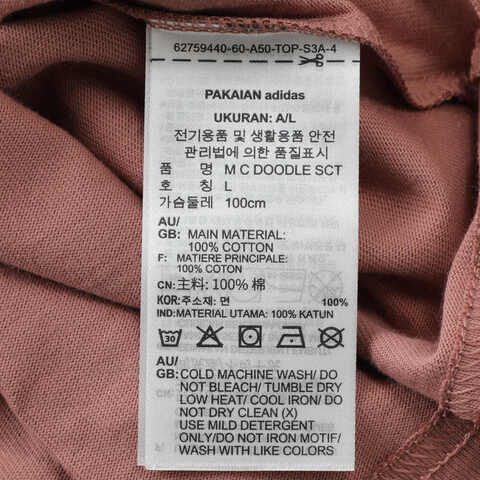 62759440-60-A50-TOP-S3A-4
PAKAIAN adidas
UKURAN: A/L
전기용품 및 생활용품 안전
관리법에 의한 품질표시
품 명 M C DOODLE SCT
호 칭 L
가슴둘레 100cm
AU/
GB: MAIN MATERIAL:
100% COTTON
F: MATIERE PRINCIPALE:
100% COTON
CN: 主料: 100% 棉
KOR: 주소재: 면 100%
IND: MATERIAL UTAMA: 100% KATUN
30
AU/
GB: COLD MACHINE WASH/ DO
NOT BLEACH/ TUMBLE DRY
LOW HEAT/ COOL IRON/ DO
NOT DRY CLEAN (X)
USE MILD DETERGENT
ONLY/DO NOT IRON MOTIF/
WASH WITH LIKE COLORS